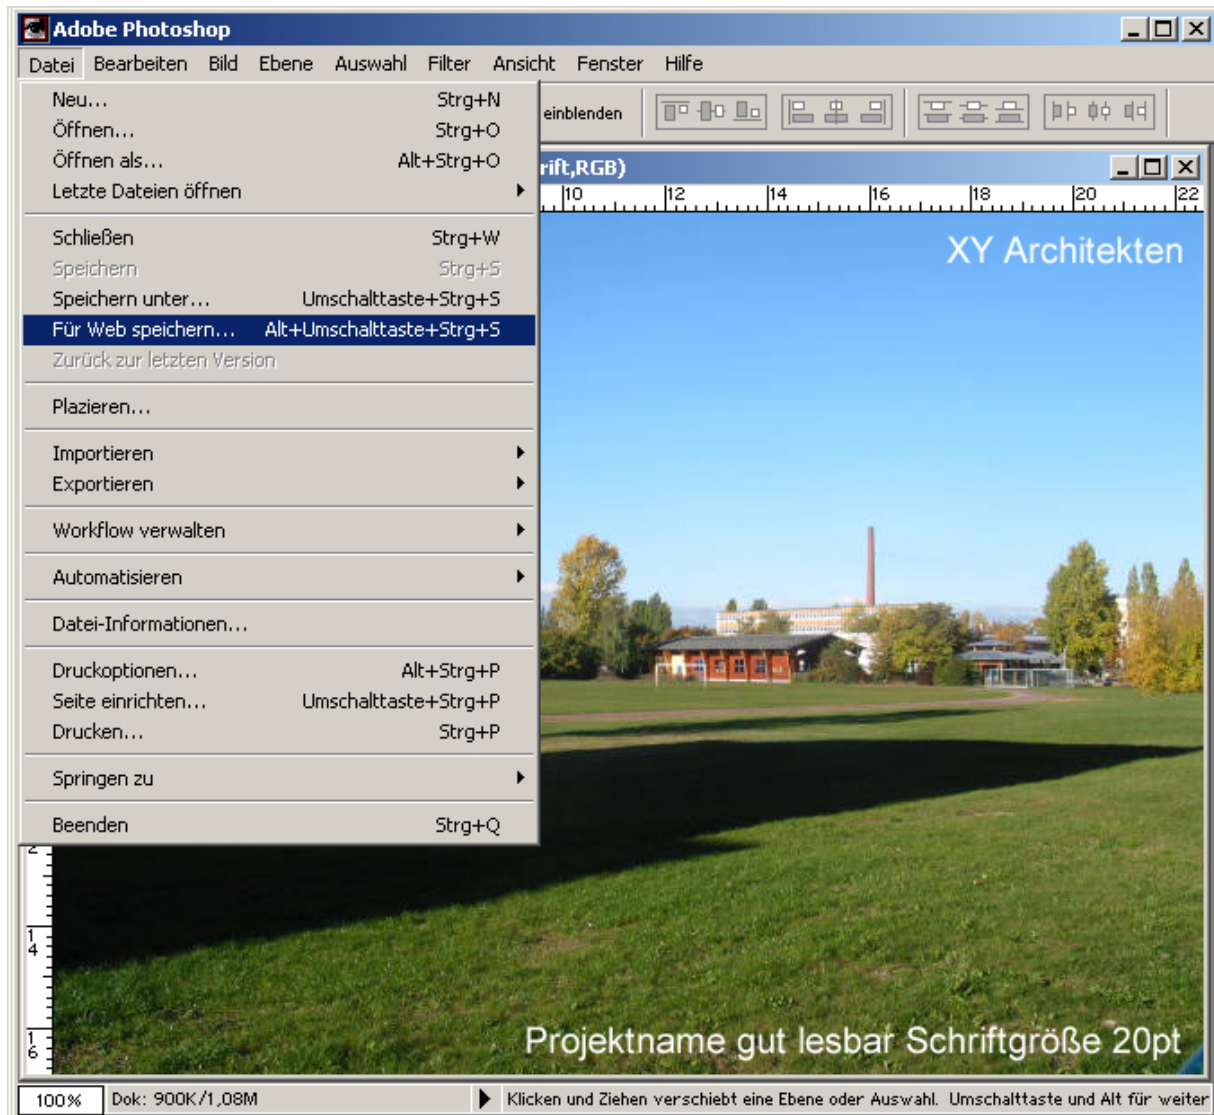 Adobe Photoshop
Datei Bearbeiten Bild Ebene Auswahl Filter Ansicht Fenster Hilfe
Neu... Strg+N
einblenden
Öffnen... Strg+O
Öffnen als... Alt+Strg+O
rift,RGB)
Letzte Dateien öffnen
10 12 14 16 18 20 22
Schließen Strg+W
XY Architekten
Speichern Strg+S
Speichern unter... Umschalttaste+Strg+S
Für Web speichern... Alt+Umschalttaste+Strg+S
Zurück zur letzten Version
Plazieren...
Importieren
Exportieren
Workflow verwalten
Automatisieren
Datei-Informationen...
Druckoptionen... Alt+Strg+P
Seite einrichten... Umschalttaste+Strg+P
Drucken... Strg+P
Springen zu
Beenden Strg+Q
2
14
16
Projektname gut lesbar Schriftgröße 20pt
100% Dok: 900K/1,08M Klicken und Ziehen verschiebt eine Ebene oder Auswahl. Umschalttaste und Alt für weiter